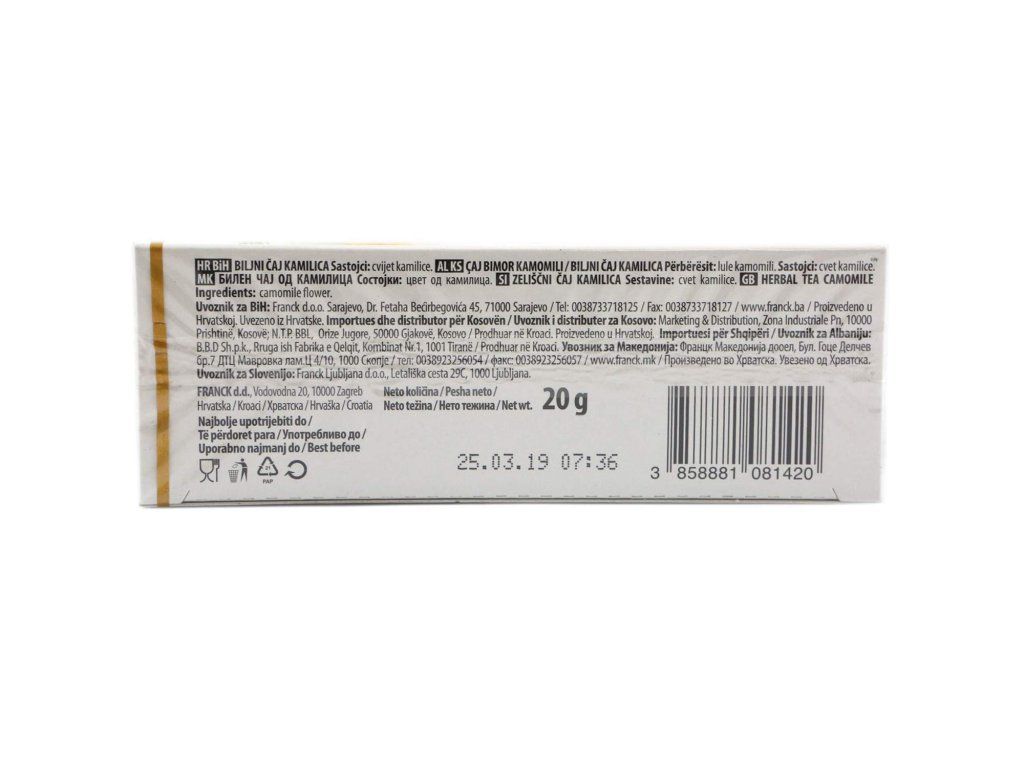 HR BiH BILJNI ČAJ KAMILICA Sastojci: cvijet kamilice. AL KS ÇAJ BIMOR KAMOMILI / BILJNI ČAJ KAMILICA Përbërësit: lule kamomili. Sastojci: cvet kamilice.
MK БИЛЕН ЧАЈ ОД КАМИЛИЦА Состојки: цвет од камилица. SI ZELIŠČNI ČAJ KAMILICA Sestavine: cvet kamilice. GB HERBAL TEA CAMOMILE
Ingredients: camomile flower.
Uvoznik za BiH: Franck d.o.o. Sarajevo, Dr. Fetaha Bećirbegovića 45, 71000 Sarajevo / Tel: 0038733718125 / Fax: 0038733718127 / www.franck.ba / Proizvedeno u
Hrvatskoj. Uvezeno iz Hrvatske. Importues dhe distributor për Kosovën / Uvoznik i distributer za Kosovo: Marketing & Distribution, Zona Industriale Pn, 10000
Prishtinë, Kosovë; N.T.P. BBL, Orize Jugore, 50000 Gjakovë, Kosovo / Prodhuar në Kroaci. Proizvedeno u Hrvatskoj. Importuesi për Shqipëri / Uvoznik za Albaniju:
B.B.D Sh.p.k., Rruga ish Fabrika e Qelqit, Kombinat №1, 1001 Tiranë / Prodhuar në Kroaci. Увозник за Македонија: Францк Македонија дооел, Бул. Гоце Делчев
бр.7 ДТЦ Мавровка лам.Ц 4/10, 1000 Скопје / тел: 0038923256054 / факс: 0038923256057 / www.franck.mk / Произведено во Хрватска. Увезено од Хрватска.
Uvoznik za Slovenijo: Franck Ljubljana d.o.o., Letališka cesta 29C, 1000 Ljubljana.
FRANCK d.d., Vodovodna 20, 10000 Zagreb
Hrvatska / Kroaci / Хрватска / Hrvaška / Croatia
Neto količina / Pesha neto /
Neto težina / Нето тежина / Net wt. 20 g
Najbolje upotrijebiti do /
Të përdoret para / Употребливо до /
Uporabno najmanj do / Best before
25.03.19 07:36
21
PAP
3 858881 081420